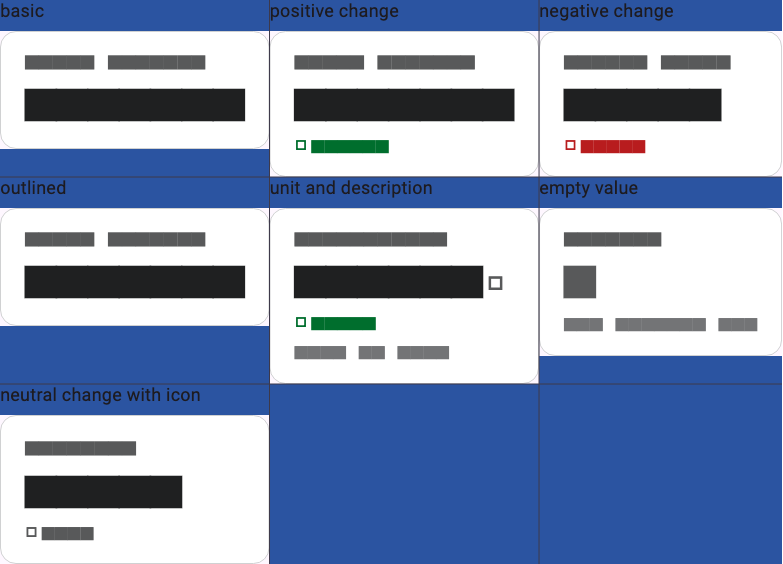 basic
positive change
negative change
outlined
unit and description
empty value
neutral change with icon